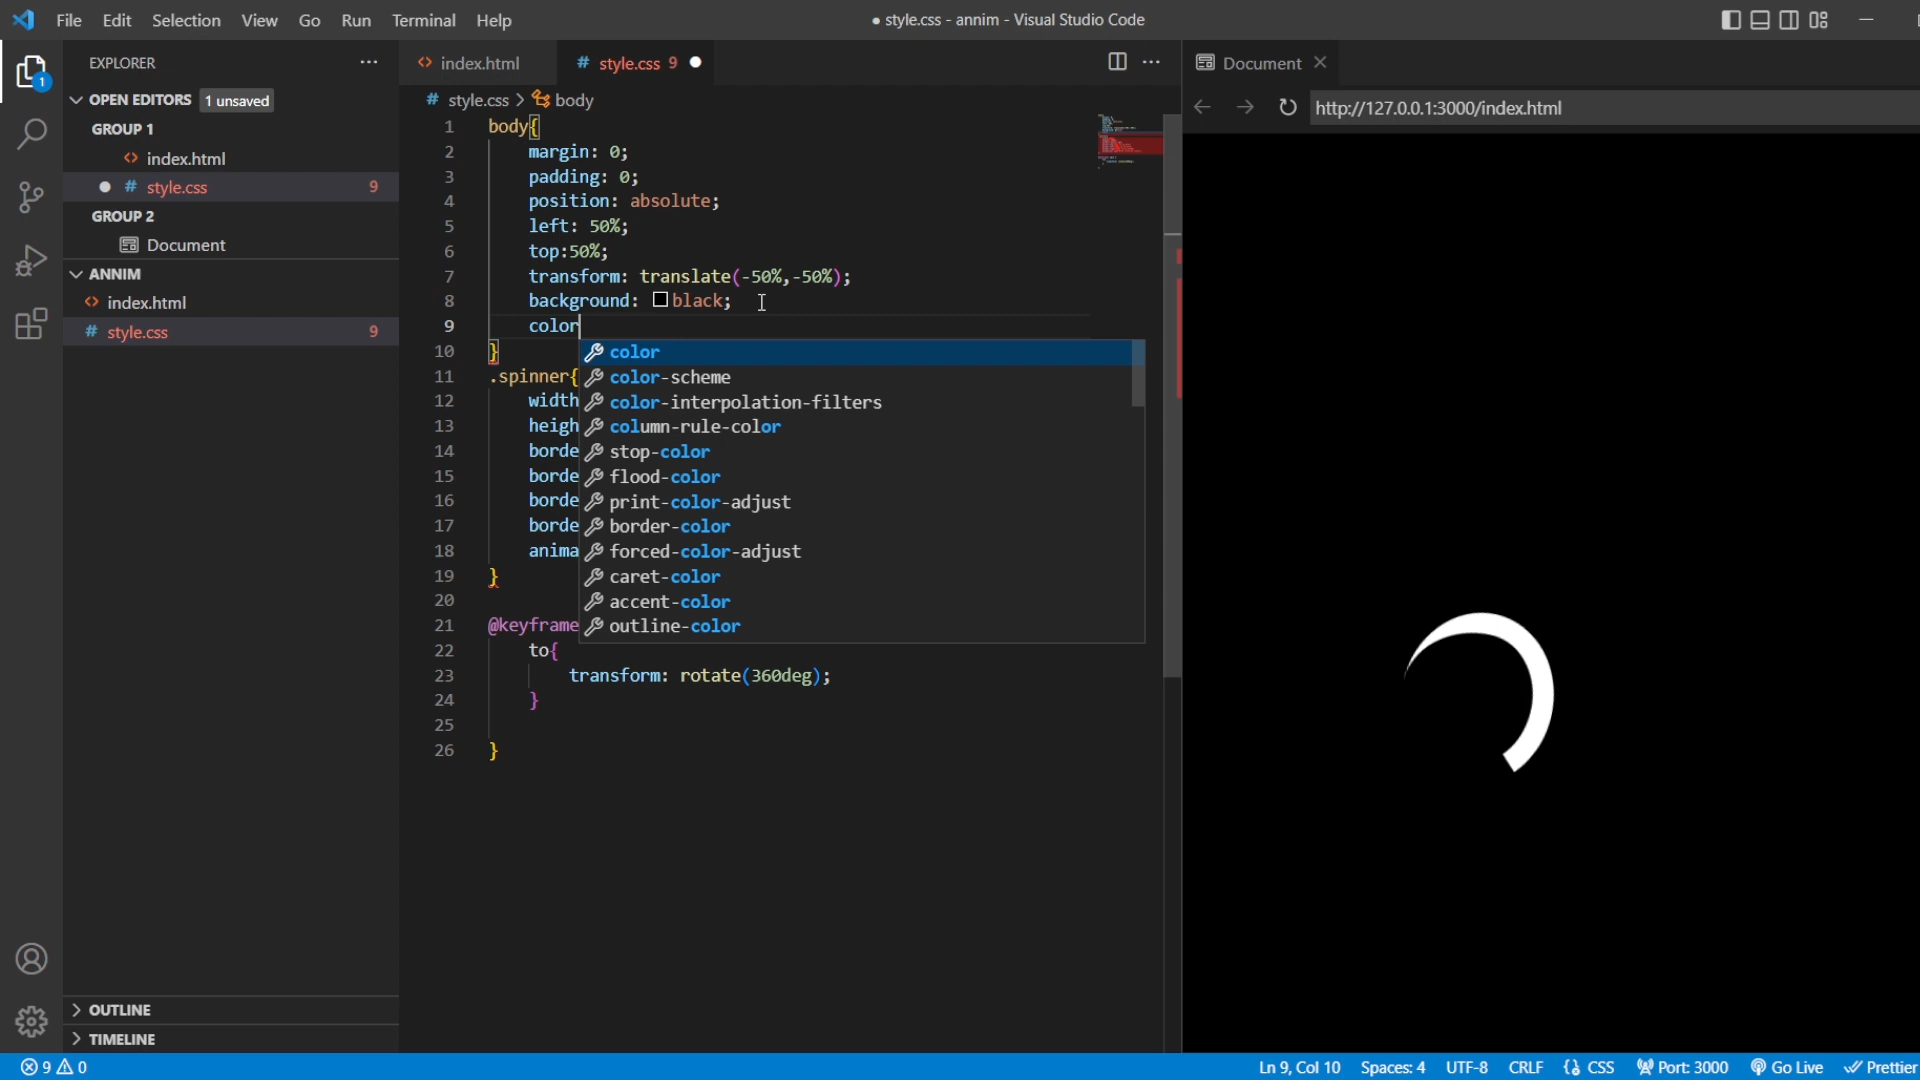 File Edit Selection View Go Run Terminal Help
● style.css - annim - Visual Studio Code
EXPLORER
OPEN EDITORS 1 unsaved
GROUP 1
index.html
style.css 9
GROUP 2
Document
ANNIM
index.html
style.css 9
OUTLINE
TIMELINE
1
index.html
# style.css 9
# style.css > body
1 body{
2 margin: 0;
3 padding: 0;
4 position: absolute;
5 left: 50%;
6 top:50%;
7 transform: translate(-50%,-50%);
8 background: black;
9 color
10 }
11 .spinner{
12 width
13 heigh
14 borde
15 borde
16 borde
17 borde
18 anima
19 }
20
21 @keyframe
22 to{
23 transform: rotate(360deg);
24 }
25
26 }
color
color-scheme
color-interpolation-filters
column-rule-color
stop-color
flood-color
print-color-adjust
border-color
forced-color-adjust
caret-color
accent-color
outline-color
Document
http://127.0.0.1:3000/index.html
9 0
Ln 9, Col 10 Spaces: 4 UTF-8 CRLF CSS Port: 3000 Go Live Prettier